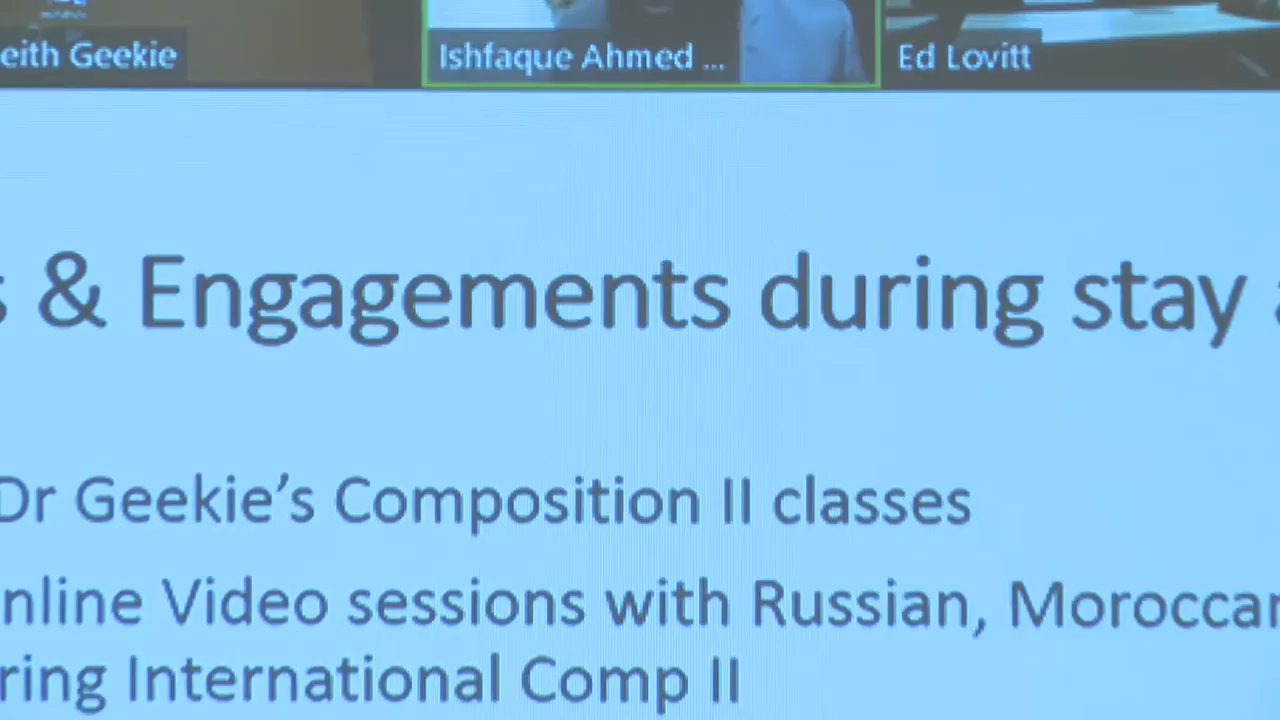 eith Geekie
Ishfaque Ahmed ...
Ed Lovitt
& Engagements during stay
Dr Geekie's Composition II classes
nline Video sessions with Russian, Moroccan
ring International Comp II